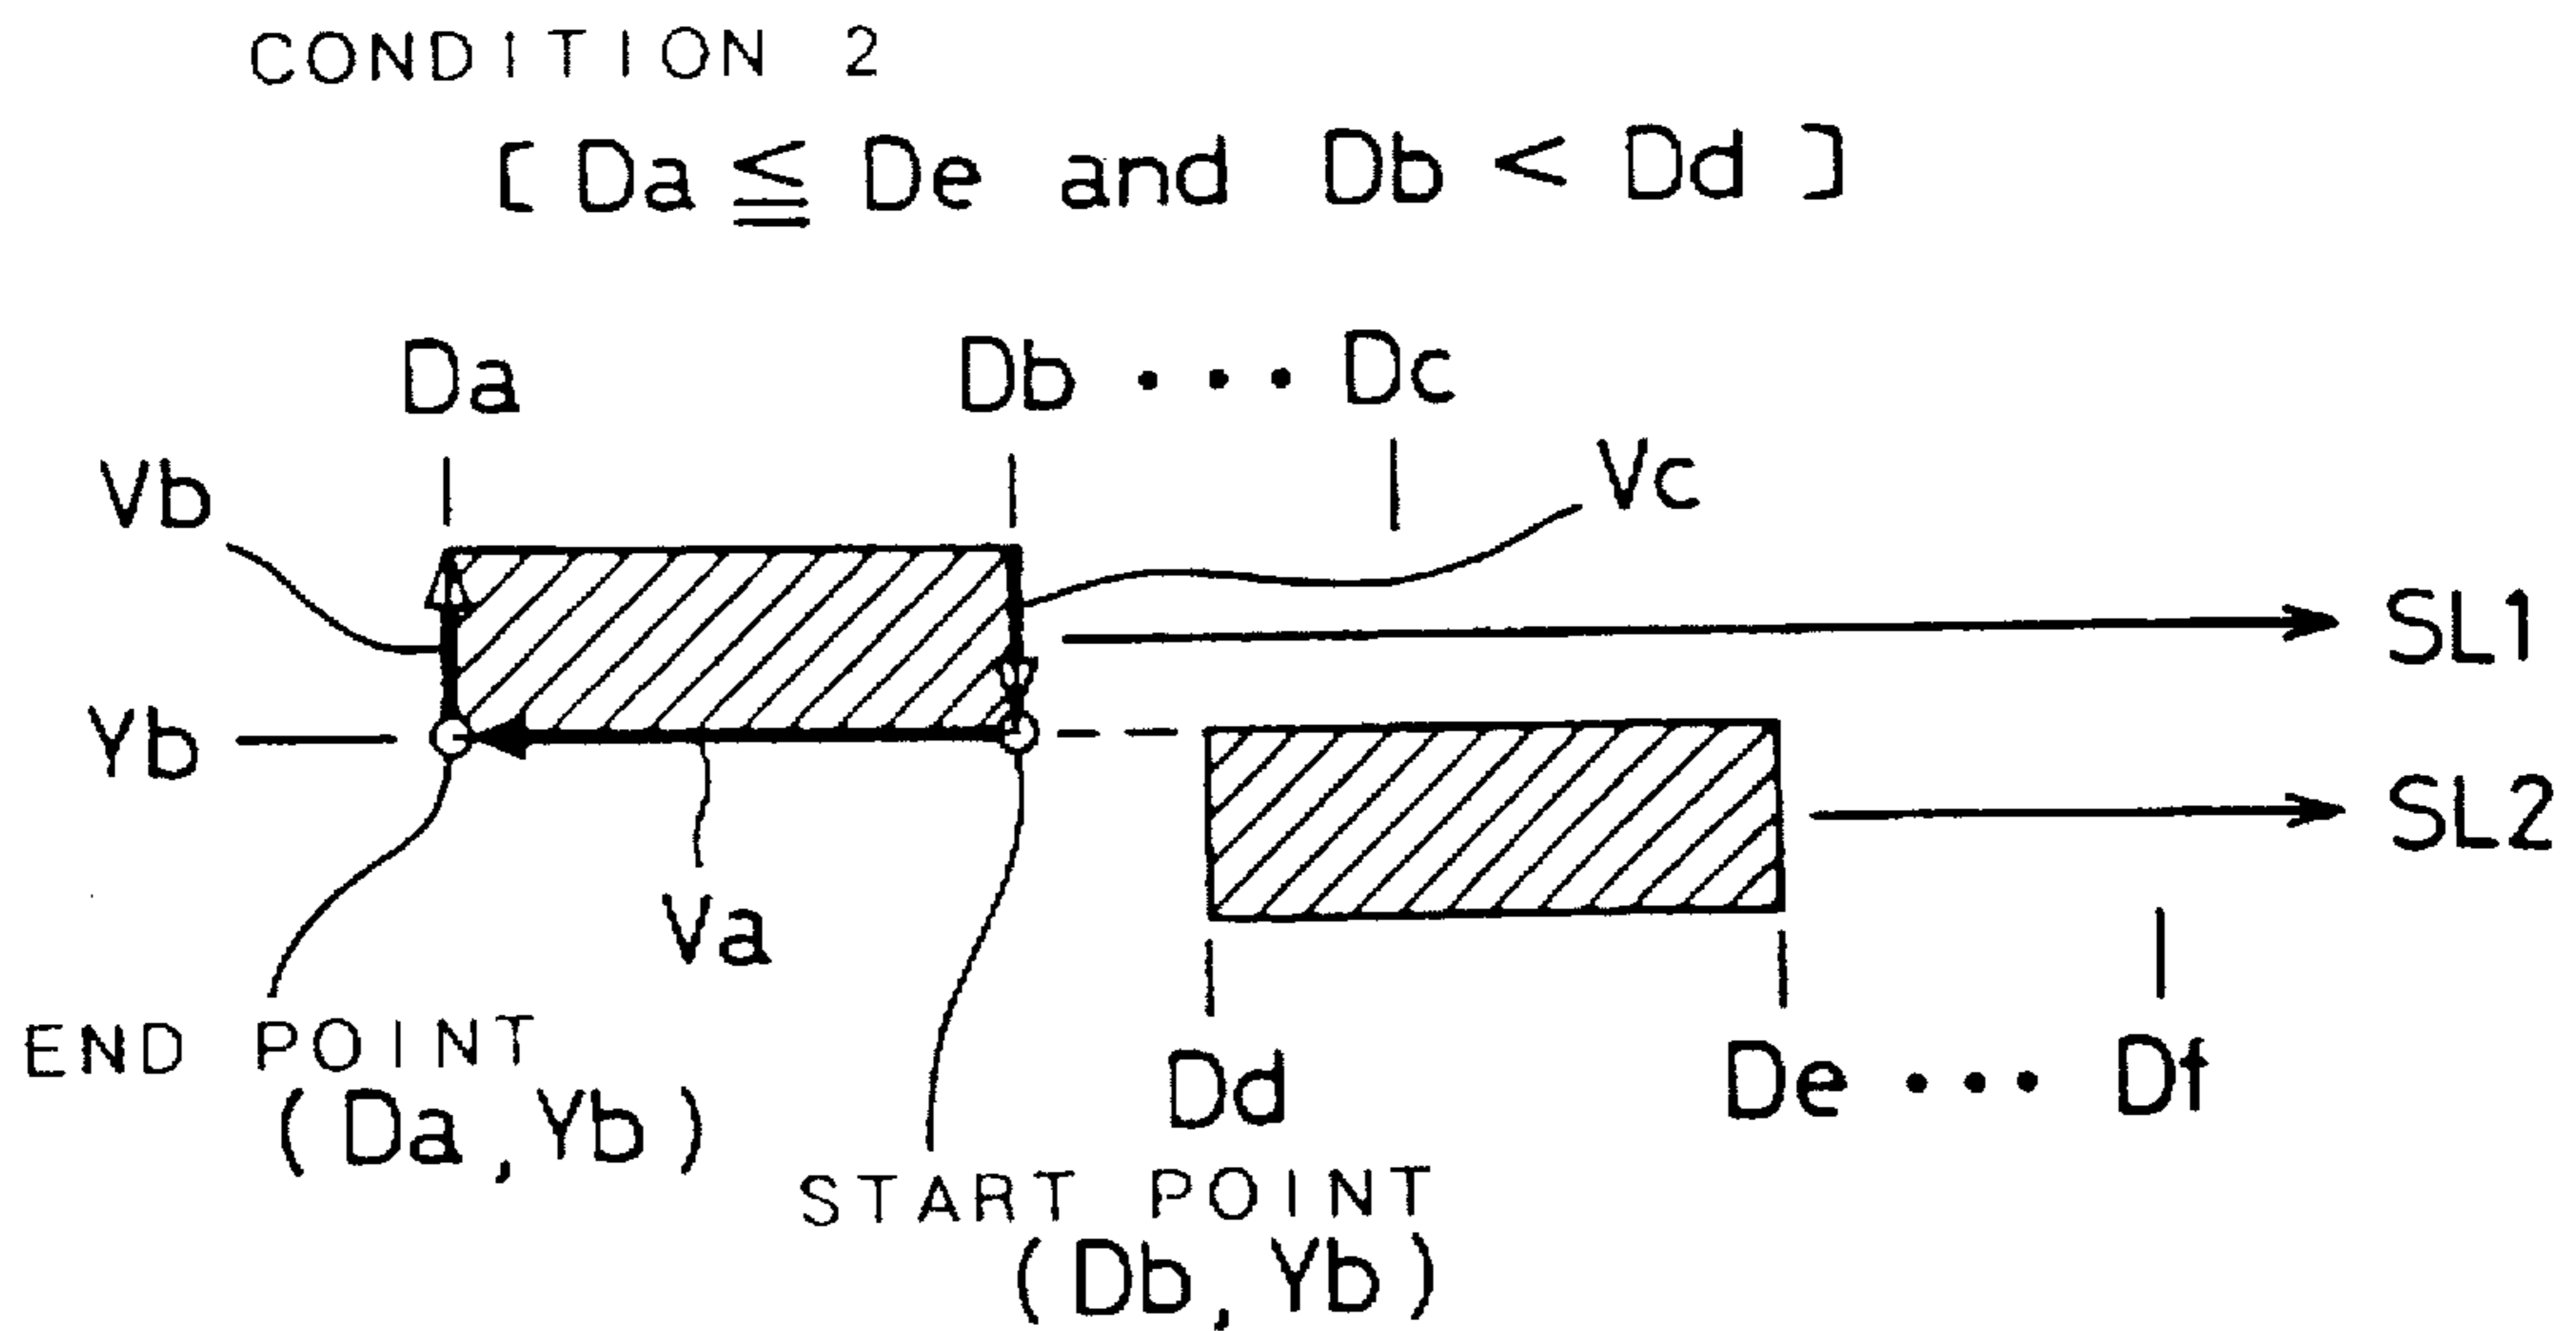 CONDITION 2
[ Da ≦ De and Db < Dd ]
Da Db ・・・ Dc
Vb Vc
SL1
Yb
SL2
Va
END POINT
(Da,Yb)
Dd De ・・・ Df
START POINT
(Db,Yb)